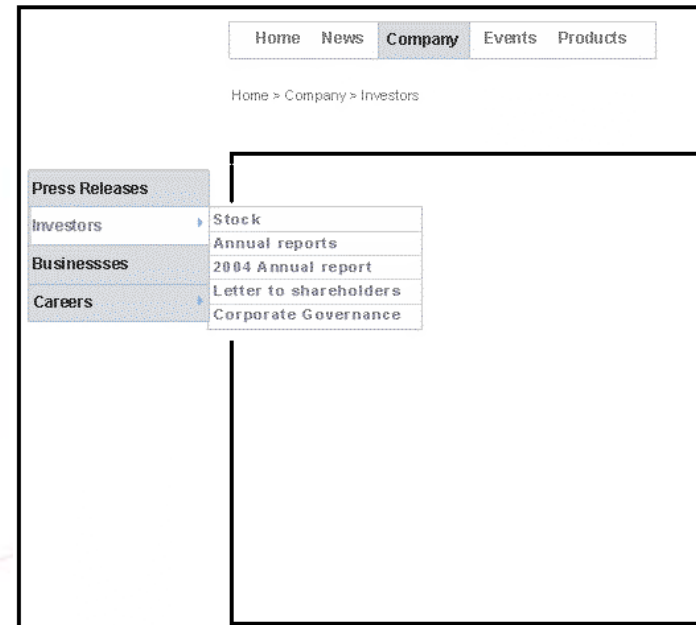 Home News Company Events Products
Home > Company > Investors
Press Releases
Investors
Businessses
Careers
Stock
Annual reports
2004 Annual report
Letter to shareholders
Corporate Governance